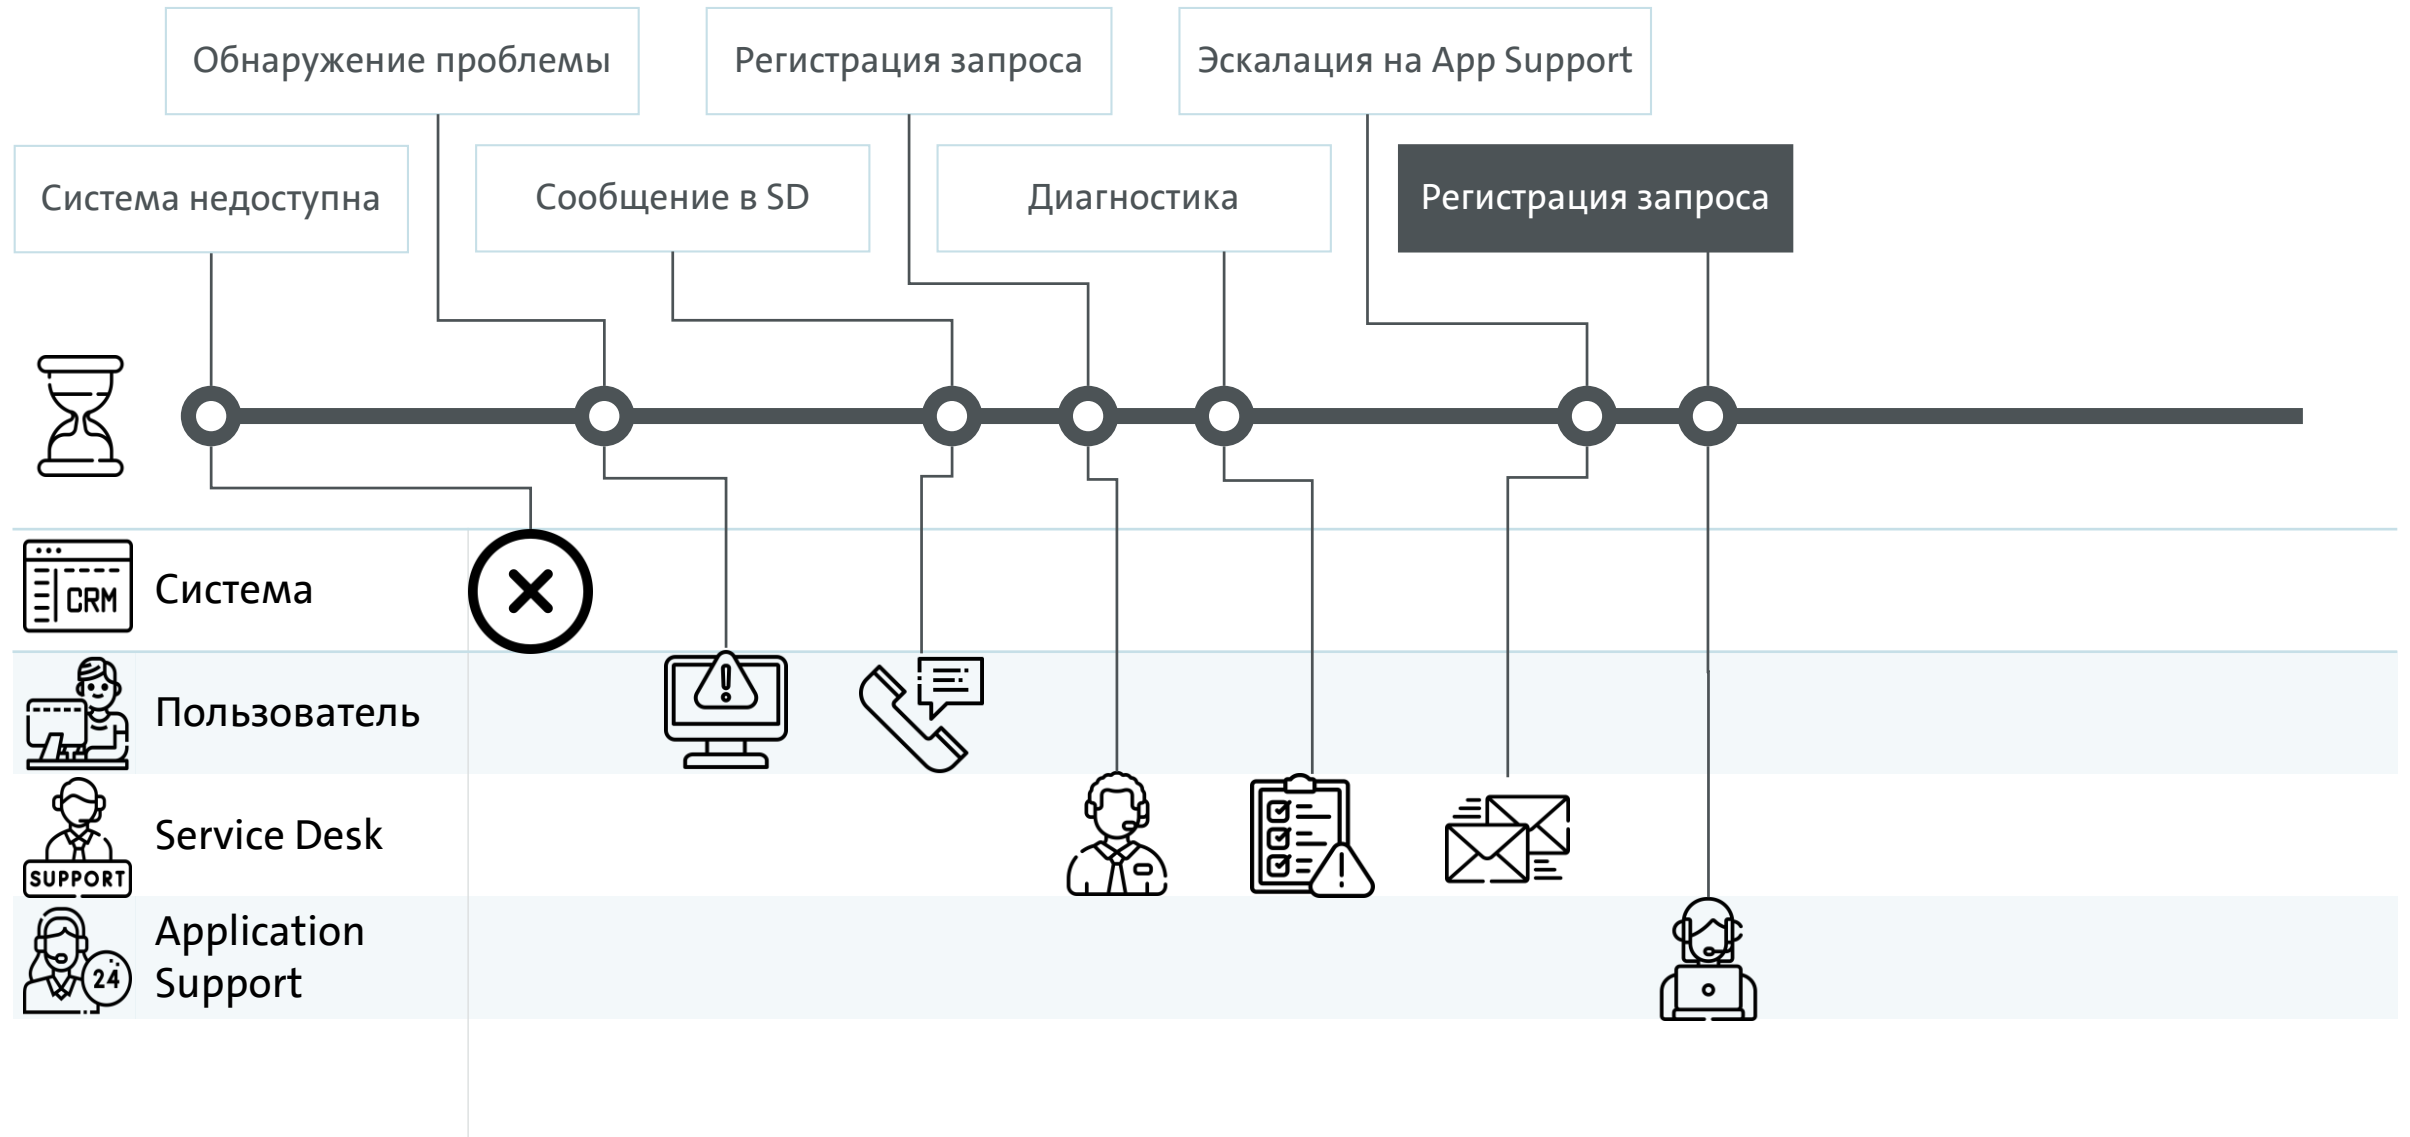 Обнаружение проблемы
Регистрация запроса
Эскалация на App Support
Система недоступна
Сообщение в SD
Диагностика
Регистрация запроса
CRM
Система
Пользователь
SUPPORT
Service Desk
24
Application
Support